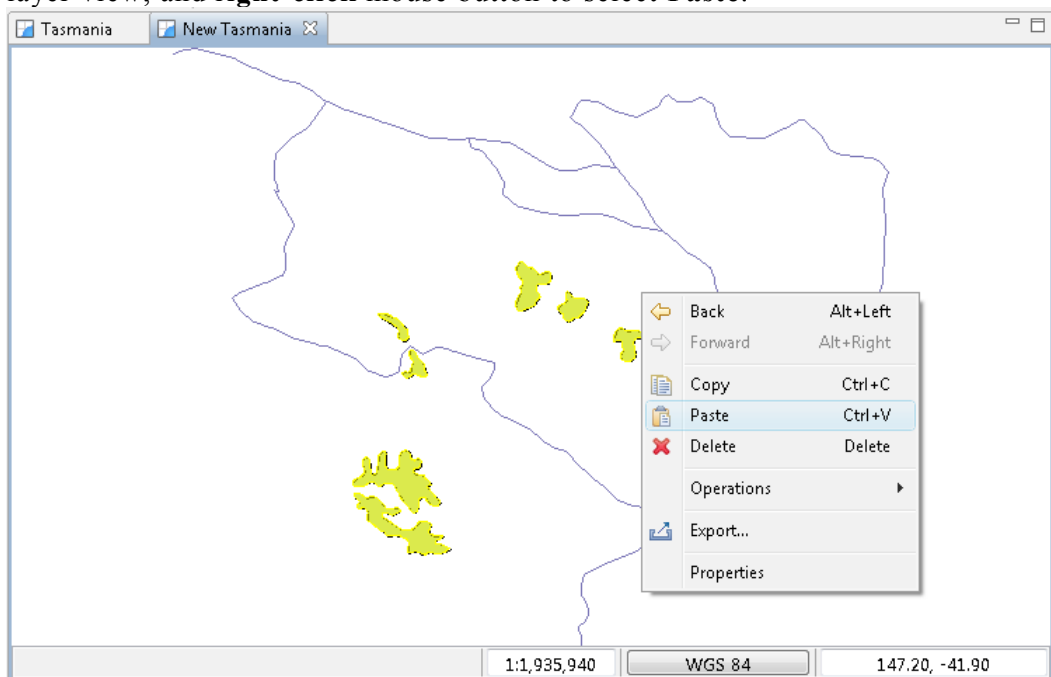 layer view, and right-click mouse button to select Paste.
Tasmania New Tasmania
Back Alt+Left
Forward Alt+Right
Copy Ctrl+C
Paste Ctrl+V
Delete Delete
Operations
Export...
Properties
1:1,935,940 WGS 84 147.20, -41.90